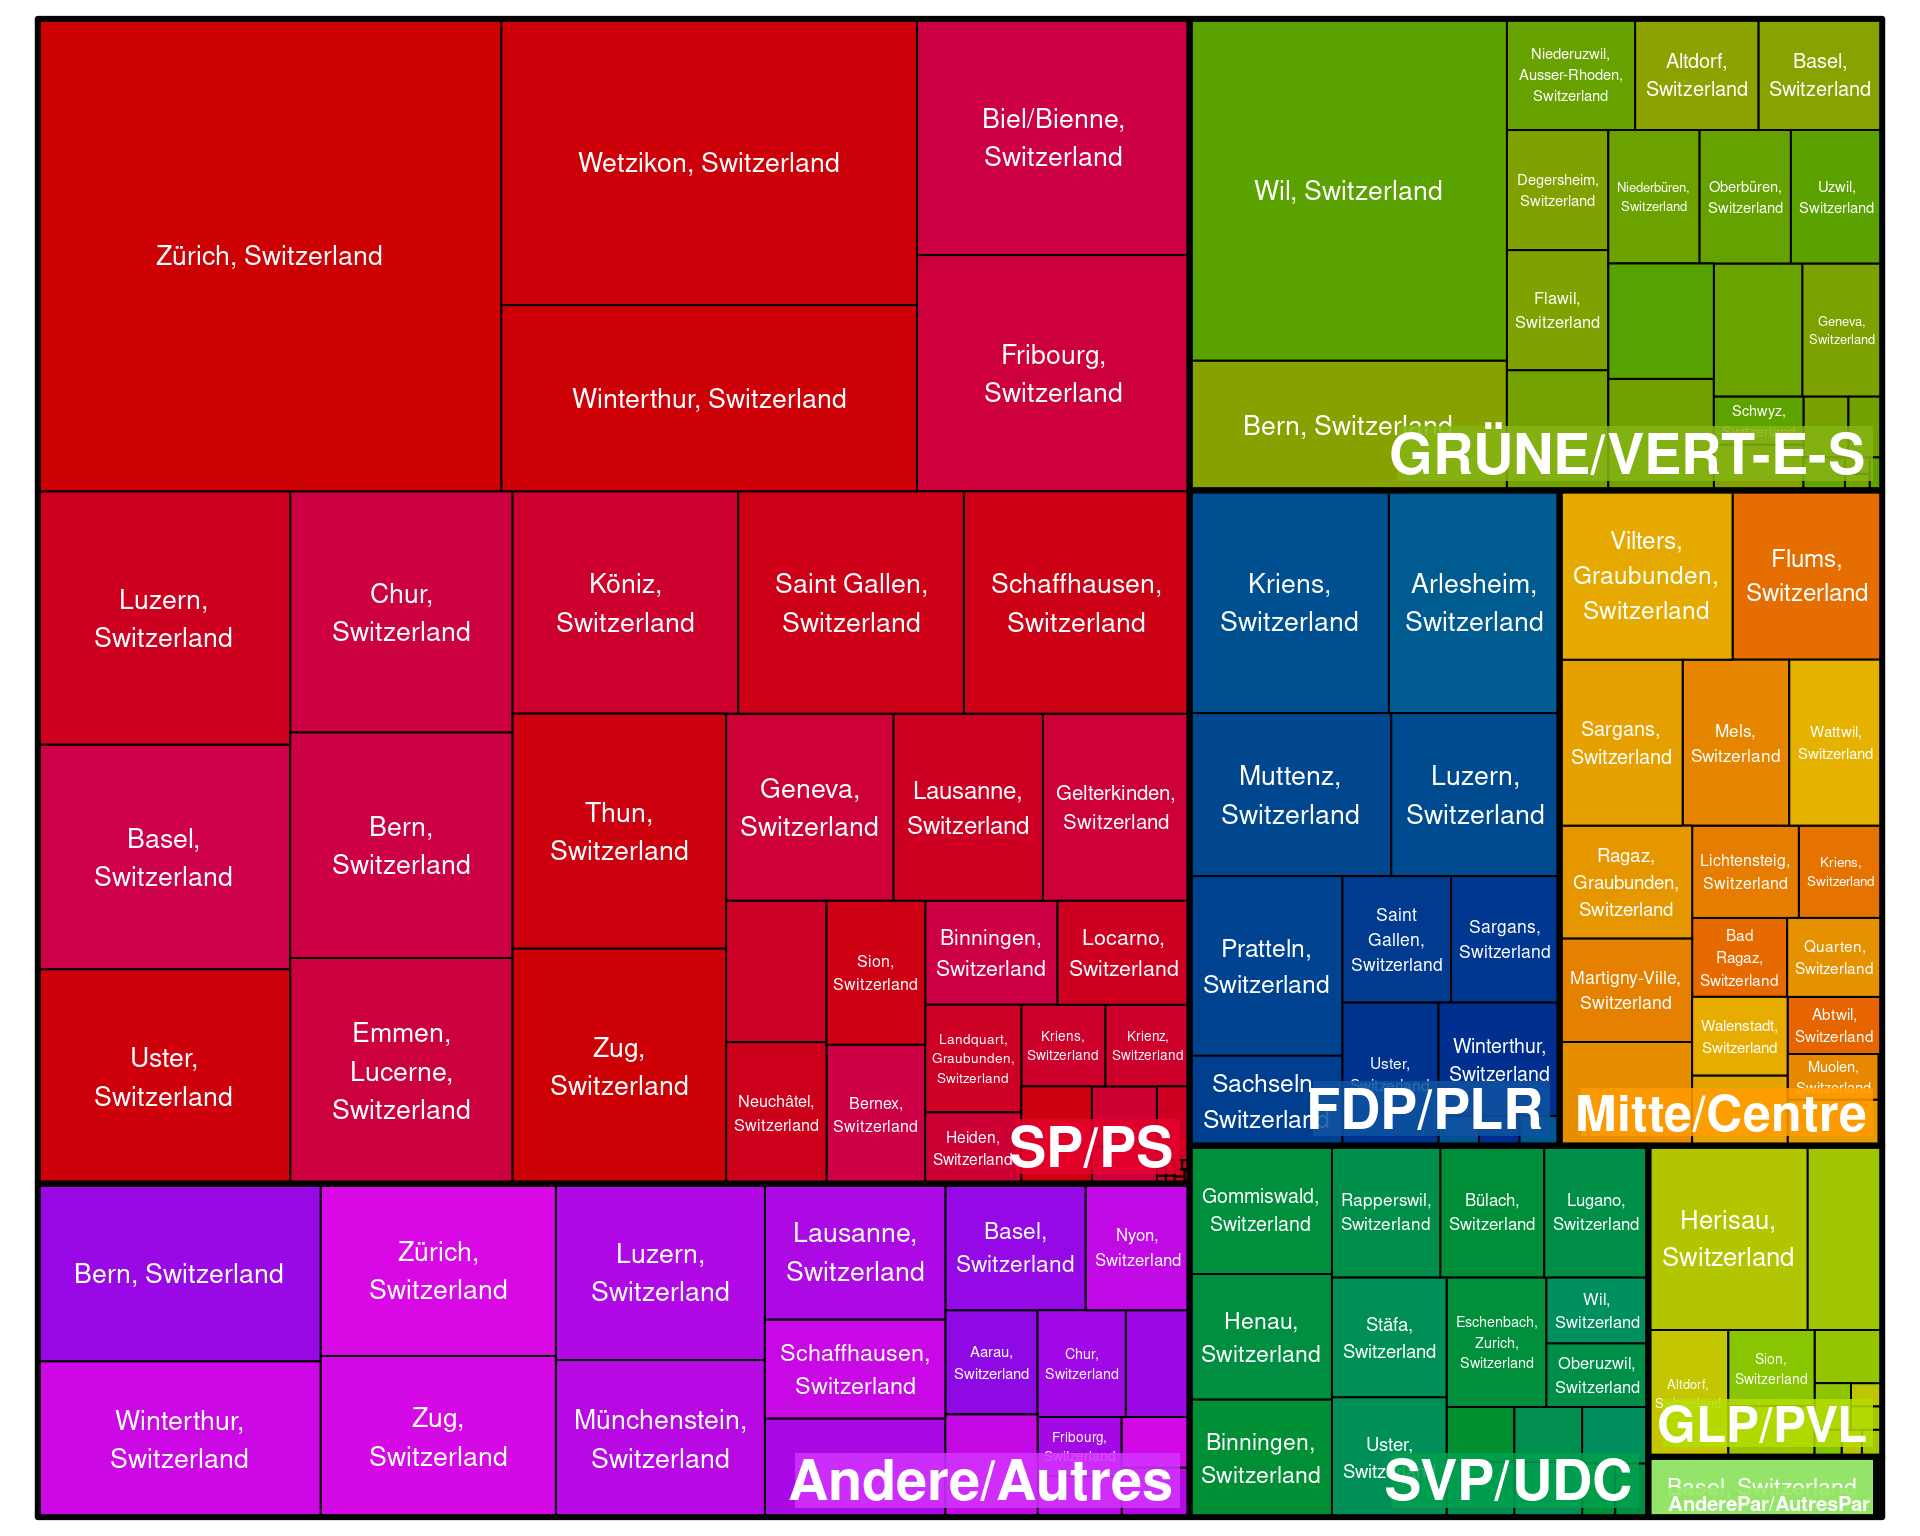 Zürich, Switzerland
Wetzikon, Switzerland
Winterthur, Switzerland
Biel/Bienne,
Switzerland
Fribourg,
Switzerland
Luzern,
Switzerland
Chur,
Switzerland
Köniz,
Switzerland
Saint Gallen,
Switzerland
Schaffhausen,
Switzerland
Basel,
Switzerland
Bern,
Switzerland
Thun,
Switzerland
Geneva,
Switzerland
Lausanne,
Switzerland
Gelterkinden,
Switzerland
Uster,
Switzerland
Emmen,
Lucerne,
Switzerland
Zug,
Switzerland
Sion,
Switzerland
Binningen,
Switzerland
Locarno,
Switzerland
Neuchâtel,
Switzerland
Bernex,
Switzerland
Landquart,
Graubunden,
Switzerland
Kriens,
Switzerland
Krienz,
Switzerland
Heiden,
Switzerland
SP/PS
Wil, Switzerland
Bern, Switzerland
Niederuzwil,
Ausser-Rhoden,
Switzerland
Altdorf,
Switzerland
Basel,
Switzerland
Degersheim,
Switzerland
Niederbüren,
Switzerland
Oberbüren,
Switzerland
Uzwil,
Switzerland
Flawil,
Switzerland
Geneva,
Switzerland
Schwyz,
Switzerland
GRÜNE/VERT-E-S
Kriens,
Switzerland
Arlesheim,
Switzerland
Muttenz,
Switzerland
Luzern,
Switzerland
Pratteln,
Switzerland
Saint
Gallen,
Switzerland
Sargans,
Switzerland
Sachseln,
Switzerland
Uster,
Switzerland
Winterthur,
Switzerland
FDP/PLR
Vilters,
Graubunden,
Switzerland
Flums,
Switzerland
Sargans,
Switzerland
Mels,
Switzerland
Wattwil,
Switzerland
Ragaz,
Graubunden,
Switzerland
Lichtensteig,
Switzerland
Kriens,
Switzerland
Martigny-Ville,
Switzerland
Bad
Ragaz,
Switzerland
Quarten,
Switzerland
Walenstadt,
Switzerland
Abtwil,
Switzerland
Muolen,
Switzerland
Mitte/Centre
Bern, Switzerland
Zürich,
Switzerland
Luzern,
Switzerland
Lausanne,
Switzerland
Basel,
Switzerland
Nyon,
Switzerland
Winterthur,
Switzerland
Zug,
Switzerland
Münchenstein,
Switzerland
Schaffhausen,
Switzerland
Aarau,
Switzerland
Chur,
Switzerland
Fribourg,
Switzerland
Andere/Autres
Gommiswald,
Switzerland
Rapperswil,
Switzerland
Bülach,
Switzerland
Lugano,
Switzerland
Henau,
Switzerland
Stäfa,
Switzerland
Eschenbach,
Zurich,
Switzerland
Wil,
Switzerland
Oberuzwil,
Switzerland
Binningen,
Switzerland
Uster,
Switzerland
SVP/UDC
Herisau,
Switzerland
Altdorf,
Switzerland
Sion,
Switzerland
GLP/PVL
Basel, Switzerland
AnderePar/AutresPar